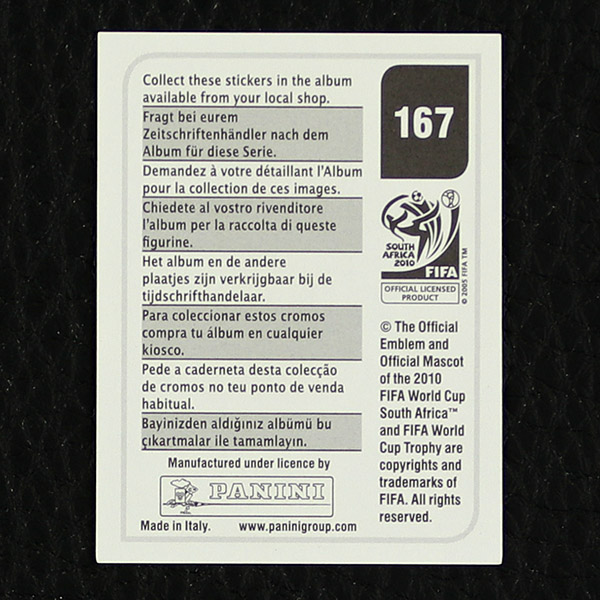 Collect these stickers in the album
available from your local shop.
Fragt bei eurem
Zeitschriftenhändler nach dem
Album für diese Serie.
Demandez à votre détaillant l'Album
pour la collection de ces images.
Chiedete al vostro rivenditore
l'album per la raccolta di queste
figurine.
Het album en de andere
plaatjes zijn verkrijgbaar bij de
tijdschrifthandelaar.
Para coleccionar estos cromos
compra tu álbum en cualquier
kiosco.
Pede a caderneta desta colecção
de cromos no teu ponto de venda
habitual.
Bayinizden aldığınız albümü bu
çıkartmalar ile tamamlayın.
Manufactured under licence by
PANINI
Made in Italy.
www.paninigroup.com
167
SOUTH
AFRICA
2010
FIFA
OFFICIAL LICENSED
PRODUCT
© 2005 FIFA TM
© The Official
Emblem and
Official Mascot
of the 2010
FIFA World Cup
South Africa™
and FIFA World
Cup Trophy are
copyrights and
trademarks of
FIFA. All rights
reserved.